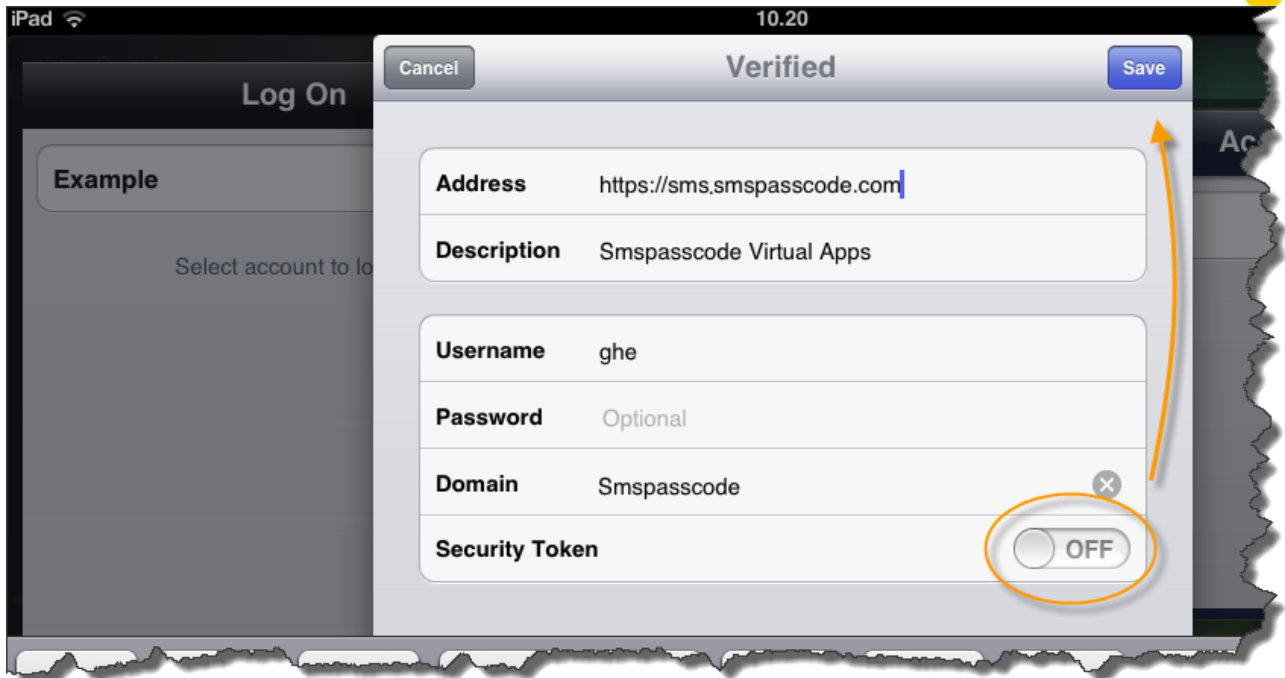 iPad 10.20
Cancel Verified Save
Log On
Example
Select account to lo
Address https://sms.smspasscode.com
Description Smspasscode Virtual Apps
Username ghe
Password Optional
Domain Smspasscode
Security Token OFF